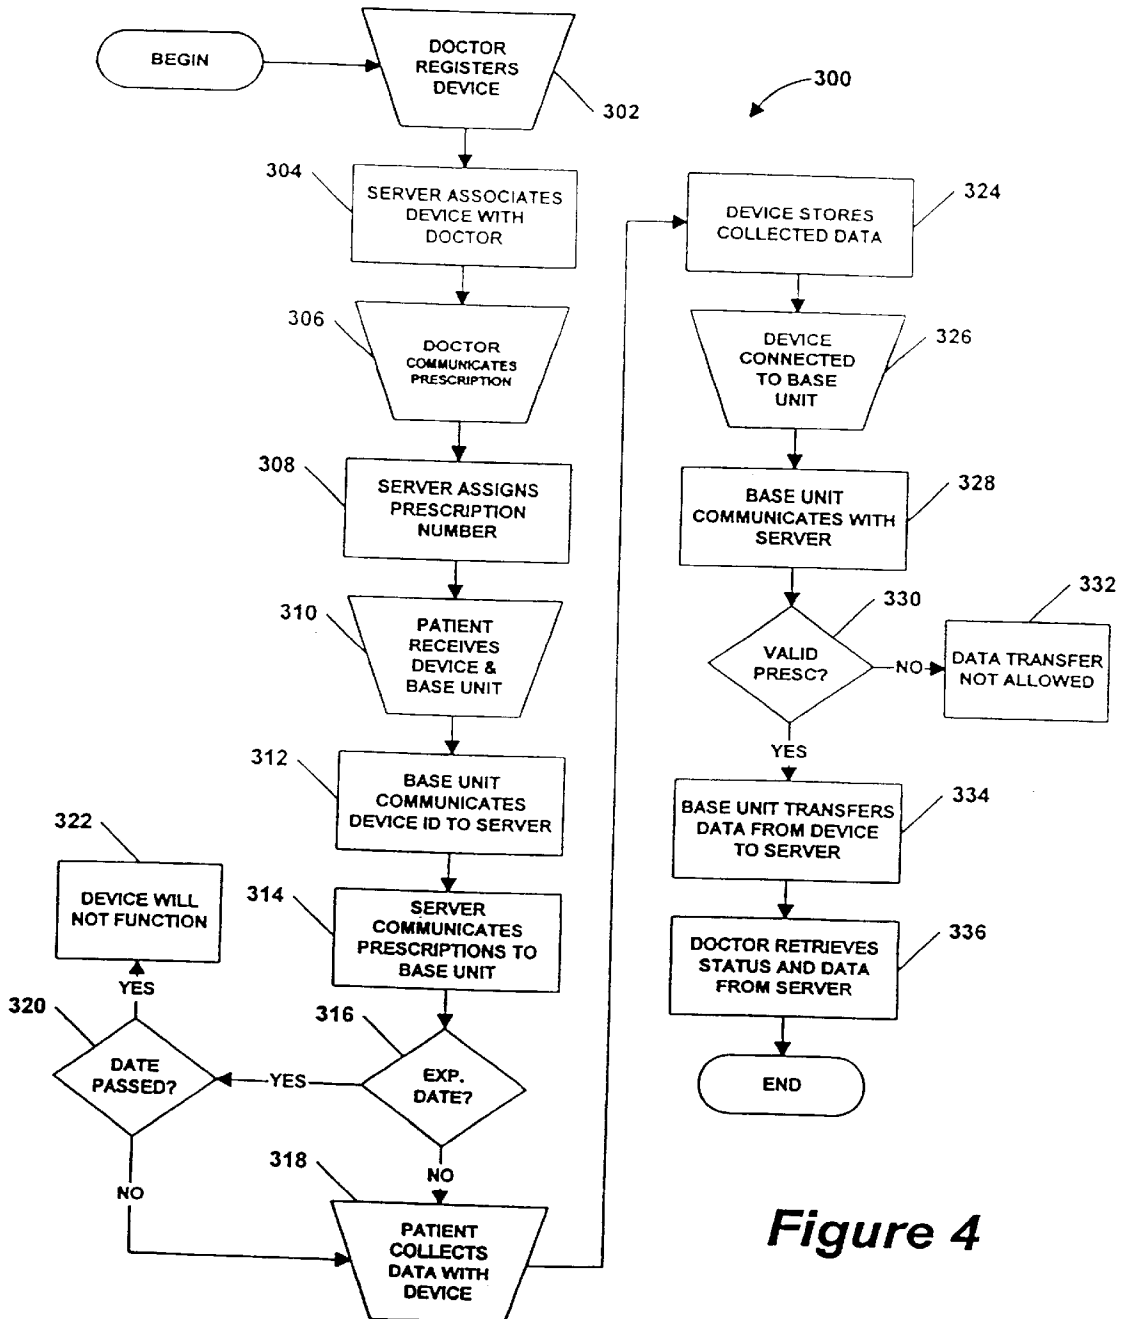 BEGIN
DOCTOR
REGISTERS
DEVICE
302
300
304
SERVER ASSOCIATES
DEVICE WITH
DOCTOR
306
DOCTOR
COMMUNICATES
PRESCRIPTION
308
SERVER ASSIGNS
PRESCRIPTION
NUMBER
310
PATIENT
RECEIVES
DEVICE &
BASE UNIT
312
BASE UNIT
COMMUNICATES
DEVICE ID TO SERVER
314
SERVER
COMMUNICATES
PRESCRIPTIONS TO
BASE UNIT
316
EXP.
DATE?
YES
320
DATE
PASSED?
YES
322
DEVICE WILL
NOT FUNCTION
NO
NO
318
PATIENT
COLLECTS
DATA WITH
DEVICE
324
DEVICE STORES
COLLECTED DATA
326
DEVICE
CONNECTED
TO BASE
UNIT
328
BASE UNIT
COMMUNICATES WITH
SERVER
330
VALID
PRESC?
NO
332
DATA TRANSFER
NOT ALLOWED
YES
334
BASE UNIT TRANSFERS
DATA FROM DEVICE
TO SERVER
336
DOCTOR RETRIEVES
STATUS AND DATA
FROM SERVER
END
Figure 4